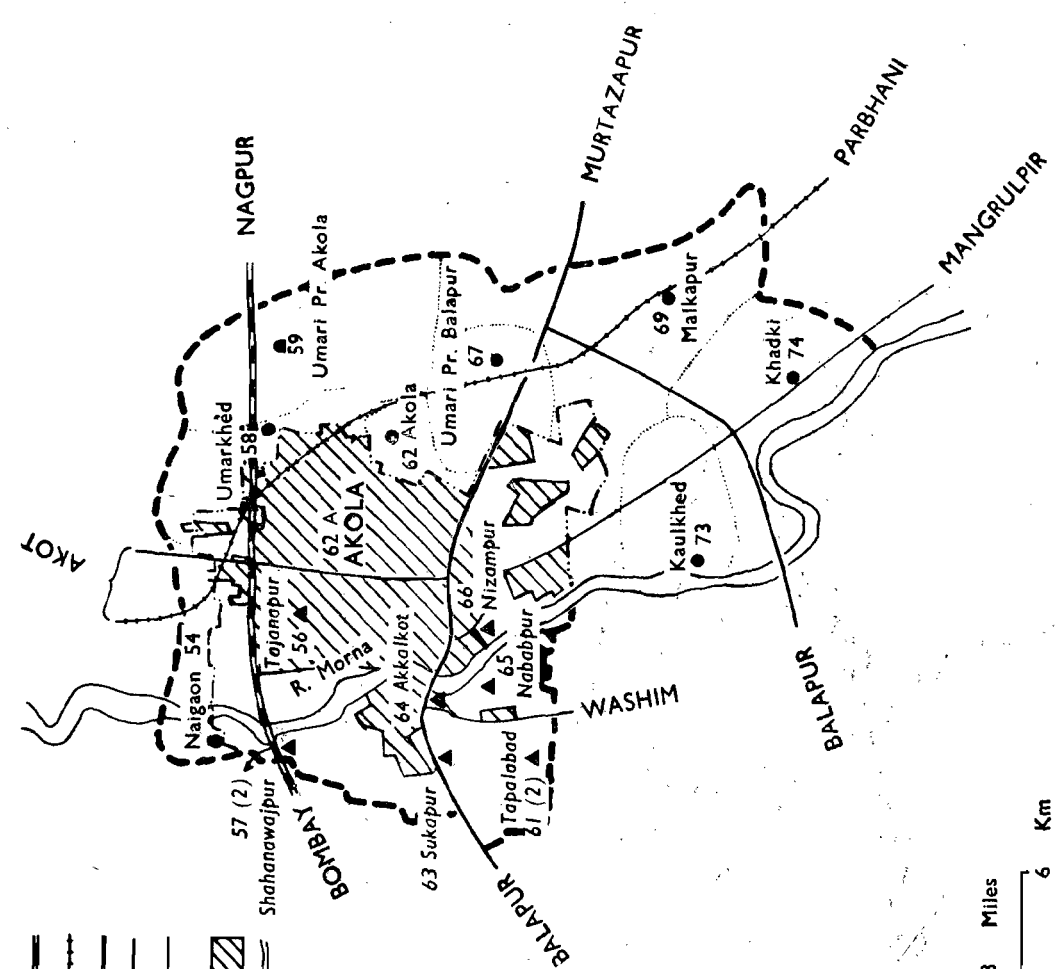 AKOT
NAGPUR
MURTAZAPUR
PARBHANI
MANGRULPIR
Umarkhed
58
59
Umari Pr. Akola
Naigaon 54
Tajanapur
56
62 A
AKOLA
62 Akola
Umari Pr. Balapur
67
R. Morna
57 (2)
Shahanawajpur
BOMBAY
64 Akkalkot
66
Nizampur
69
Malkapur
63 Sukapur
65
Nababpur
Tapalabad
61 (2)
Kaulkhed
73
Khadki
74
WASHIM
BALAPUR
BALAPUR
3 Miles
6 Km